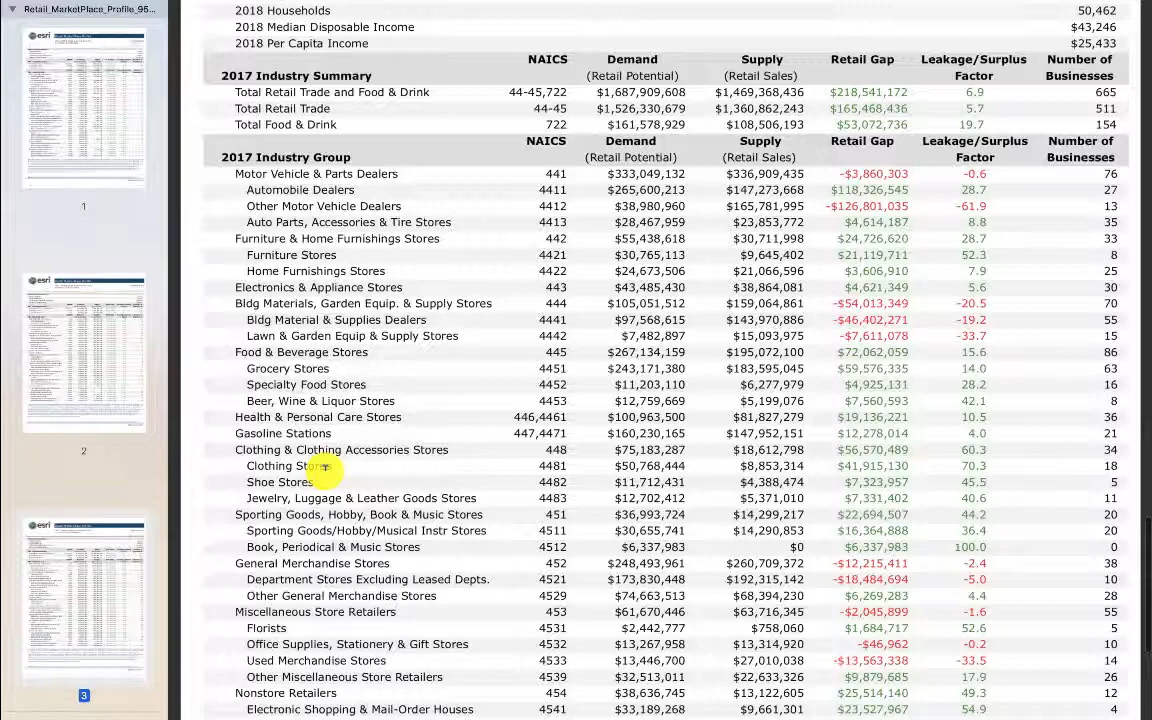 Retail_MarketPlace_Profile_95...
esri
1
esri
2
esri
3
2018 Households 50,462
2018 Median Disposable Income $43,246
2018 Per Capita Income $25,433
NAICS Demand Supply Retail Gap Leakage/Surplus Number of
2017 Industry Summary (Retail Potential) (Retail Sales) Factor Businesses
Total Retail Trade and Food & Drink 44-45,722 $1,687,909,608 $1,469,368,436 $218,541,172 6.9 665
Total Retail Trade 44-45 $1,526,330,679 $1,360,862,243 $165,468,436 5.7 511
Total Food & Drink 722 $161,578,929 $108,506,193 $53,072,736 19.7 154
NAICS Demand Supply Retail Gap Leakage/Surplus Number of
2017 Industry Group (Retail Potential) (Retail Sales) Factor Businesses
Motor Vehicle & Parts Dealers 441 $333,049,132 $336,909,435 -$3,860,303 -0.6 76
Automobile Dealers 4411 $265,600,213 $147,273,668 $118,326,545 28.7 27
Other Motor Vehicle Dealers 4412 $38,980,960 $165,781,995 -$126,801,035 -61.9 13
Auto Parts, Accessories & Tire Stores 4413 $28,467,959 $23,853,772 $4,614,187 8.8 35
Furniture & Home Furnishings Stores 442 $55,438,618 $30,711,998 $24,726,620 28.7 33
Furniture Stores 4421 $30,765,113 $9,645,402 $21,119,711 52.3 8
Home Furnishings Stores 4422 $24,673,506 $21,066,596 $3,606,910 7.9 25
Electronics & Appliance Stores 443 $43,485,430 $38,864,081 $4,621,349 5.6 30
Bldg Materials, Garden Equip. & Supply Stores 444 $105,051,512 $159,064,861 -$54,013,349 -20.5 70
Bldg Material & Supplies Dealers 4441 $97,568,615 $143,970,886 -$46,402,271 -19.2 55
Lawn & Garden Equip & Supply Stores 4442 $7,482,897 $15,093,975 -$7,611,078 -33.7 15
Food & Beverage Stores 445 $267,134,159 $195,072,100 $72,062,059 15.6 86
Grocery Stores 4451 $243,171,380 $183,595,045 $59,576,335 14.0 63
Specialty Food Stores 4452 $11,203,110 $6,277,979 $4,925,131 28.2 16
Beer, Wine & Liquor Stores 4453 $12,759,669 $5,199,076 $7,560,593 42.1 8
Health & Personal Care Stores 446,4461 $100,963,500 $81,827,279 $19,136,221 10.5 36
Gasoline Stations 447,4471 $160,230,165 $147,952,151 $12,278,014 4.0 21
Clothing & Clothing Accessories Stores 448 $75,183,287 $18,612,798 $56,570,489 60.3 34
Clothing Stores 4481 $50,768,444 $8,853,314 $41,915,130 70.3 18
Shoe Stores 4482 $11,712,431 $4,388,474 $7,323,957 45.5 5
Jewelry, Luggage & Leather Goods Stores 4483 $12,702,412 $5,371,010 $7,331,402 40.6 11
Sporting Goods, Hobby, Book & Music Stores 451 $36,993,724 $14,299,217 $22,694,507 44.2 20
Sporting Goods/Hobby/Musical Instr Stores 4511 $30,655,741 $14,290,853 $16,364,888 36.4 20
Book, Periodical & Music Stores 4512 $6,337,983 $0 $6,337,983 100.0 0
General Merchandise Stores 452 $248,493,961 $260,709,372 -$12,215,411 -2.4 38
Department Stores Excluding Leased Depts. 4521 $173,830,448 $192,315,142 -$18,484,694 -5.0 10
Other General Merchandise Stores 4529 $74,663,513 $68,394,230 $6,269,283 4.4 28
Miscellaneous Store Retailers 453 $61,670,446 $63,716,345 -$2,045,899 -1.6 55
Florists 4531 $2,442,777 $758,060 $1,684,717 52.6 5
Office Supplies, Stationery & Gift Stores 4532 $13,267,958 $13,314,920 -$46,962 -0.2 10
Used Merchandise Stores 4533 $13,446,700 $27,010,038 -$13,563,338 -33.5 14
Other Miscellaneous Store Retailers 4539 $32,513,011 $22,633,326 $9,879,685 17.9 26
Nonstore Retailers 454 $38,636,745 $13,122,605 $25,514,140 49.3 12
Electronic Shopping & Mail-Order Houses 4541 $33,189,268 $9,661,301 $23,527,967 54.9 4